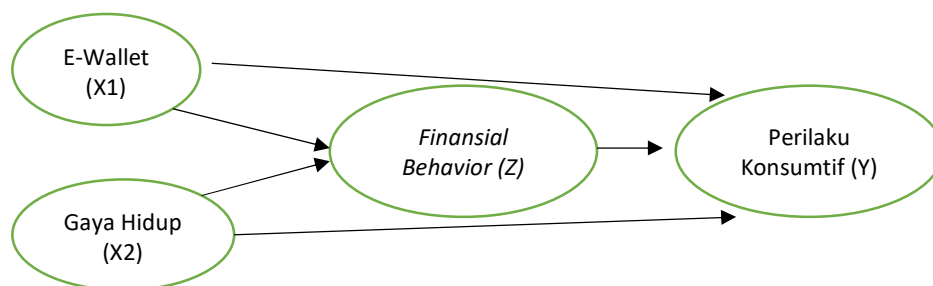 E-Wallet
(X1)
Finansial
Behavior (Z)
Perilaku
Konsumtif (Y)
Gaya Hidup
(X2)